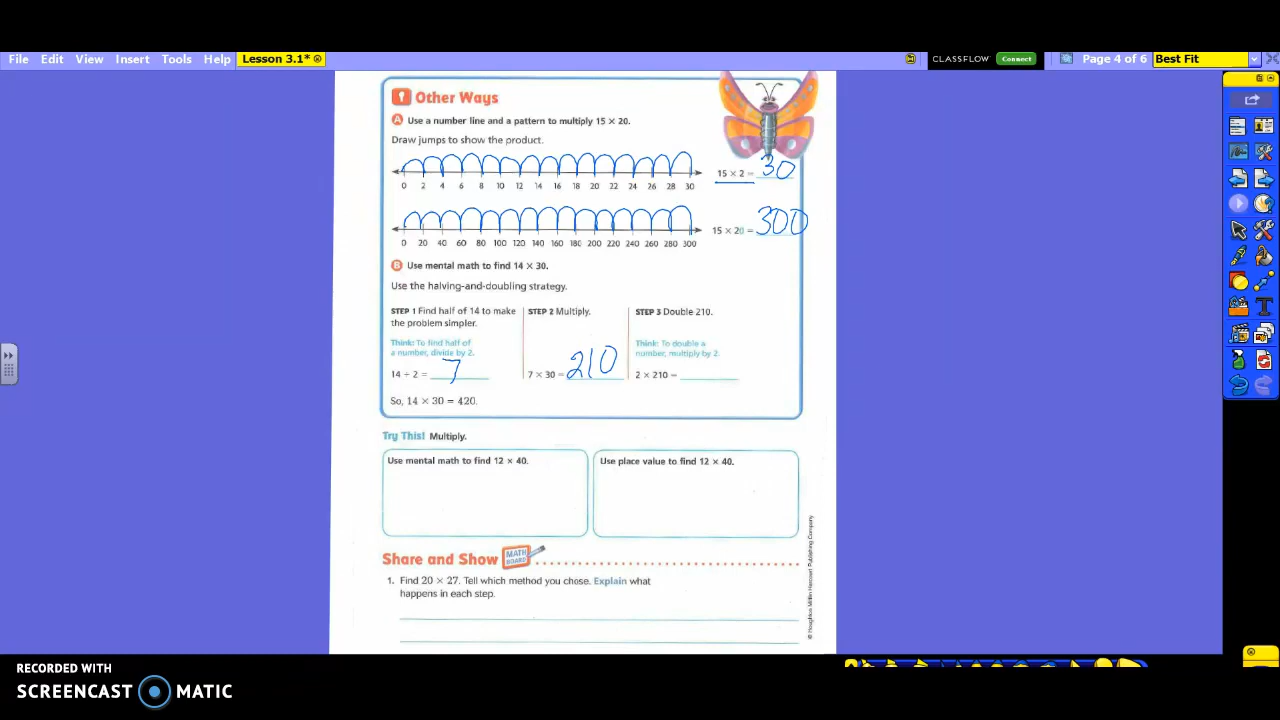 File Edit View Insert Tools Help Lesson 3.1* CLASSFLOW Connect Page 4 of 6 Best Fit
Other Ways
A Use a number line and a pattern to multiply 15 × 20.
Draw jumps to show the product.
0 2 4 6 8 10 12 14 16 18 20 22 24 26 28 30
15 × 2 = 30
0 20 40 60 80 100 120 140 160 180 200 220 240 260 280 300
15 × 20 = 300
B Use mental math to find 14 × 30.
Use the halving-and-doubling strategy.
STEP 1 Find half of 14 to make
the problem simpler.
Think: To find half of
a number, divide by 2.
14 ÷ 2 = 7
STEP 2 Multiply.
7 × 30 = 210
STEP 3 Double 210.
Think: To double a
number, multiply by 2.
2 × 210 =
So, 14 × 30 = 420.
Try This! Multiply.
Use mental math to find 12 × 40.
Use place value to find 12 × 40.
Share and Show MATH BOARD
1. Find 20 × 27. Tell which method you chose. Explain what
happens in each step.
© Houghton Mifflin Harcourt Publishing Company
RECORDED WITH
SCREENCAST MATIC